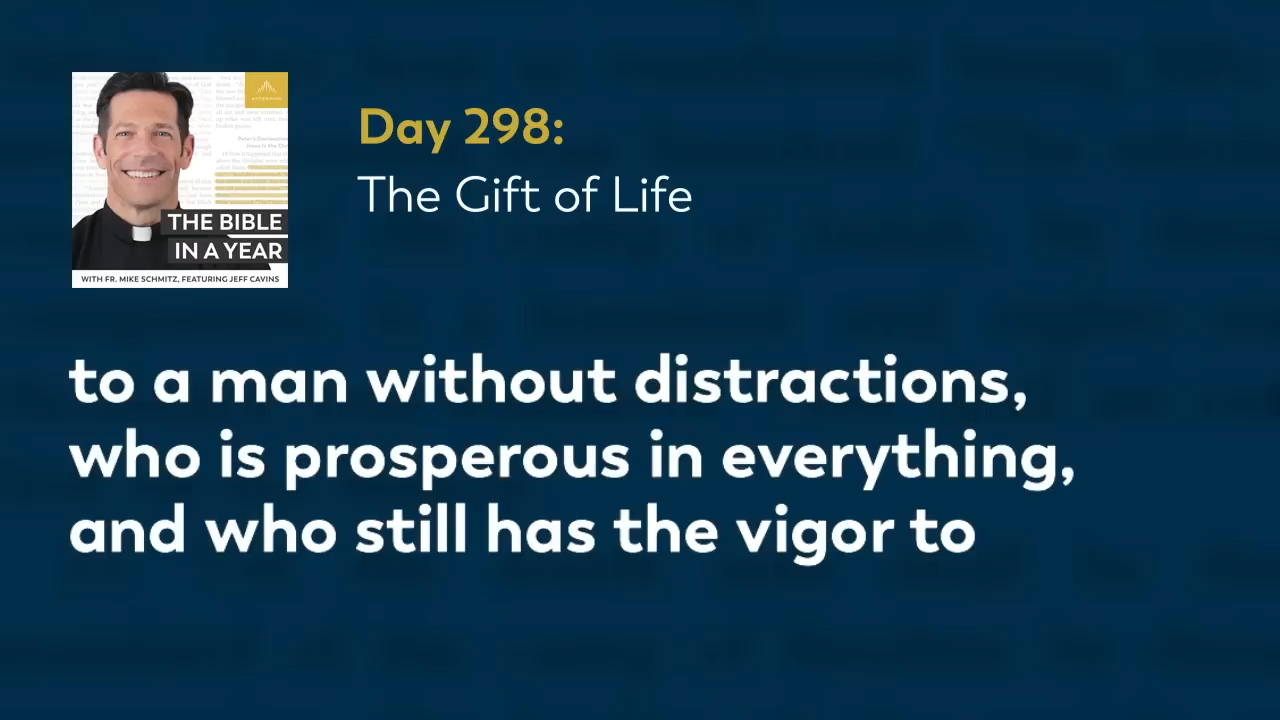 Day 298:
The Gift of Life
THE BIBLE
IN A YEAR
WITH FR. MIKE SCHMITZ, FEATURING JEFF CAVINS
to a man without distractions,
who is prosperous in everything,
and who still has the vigor to